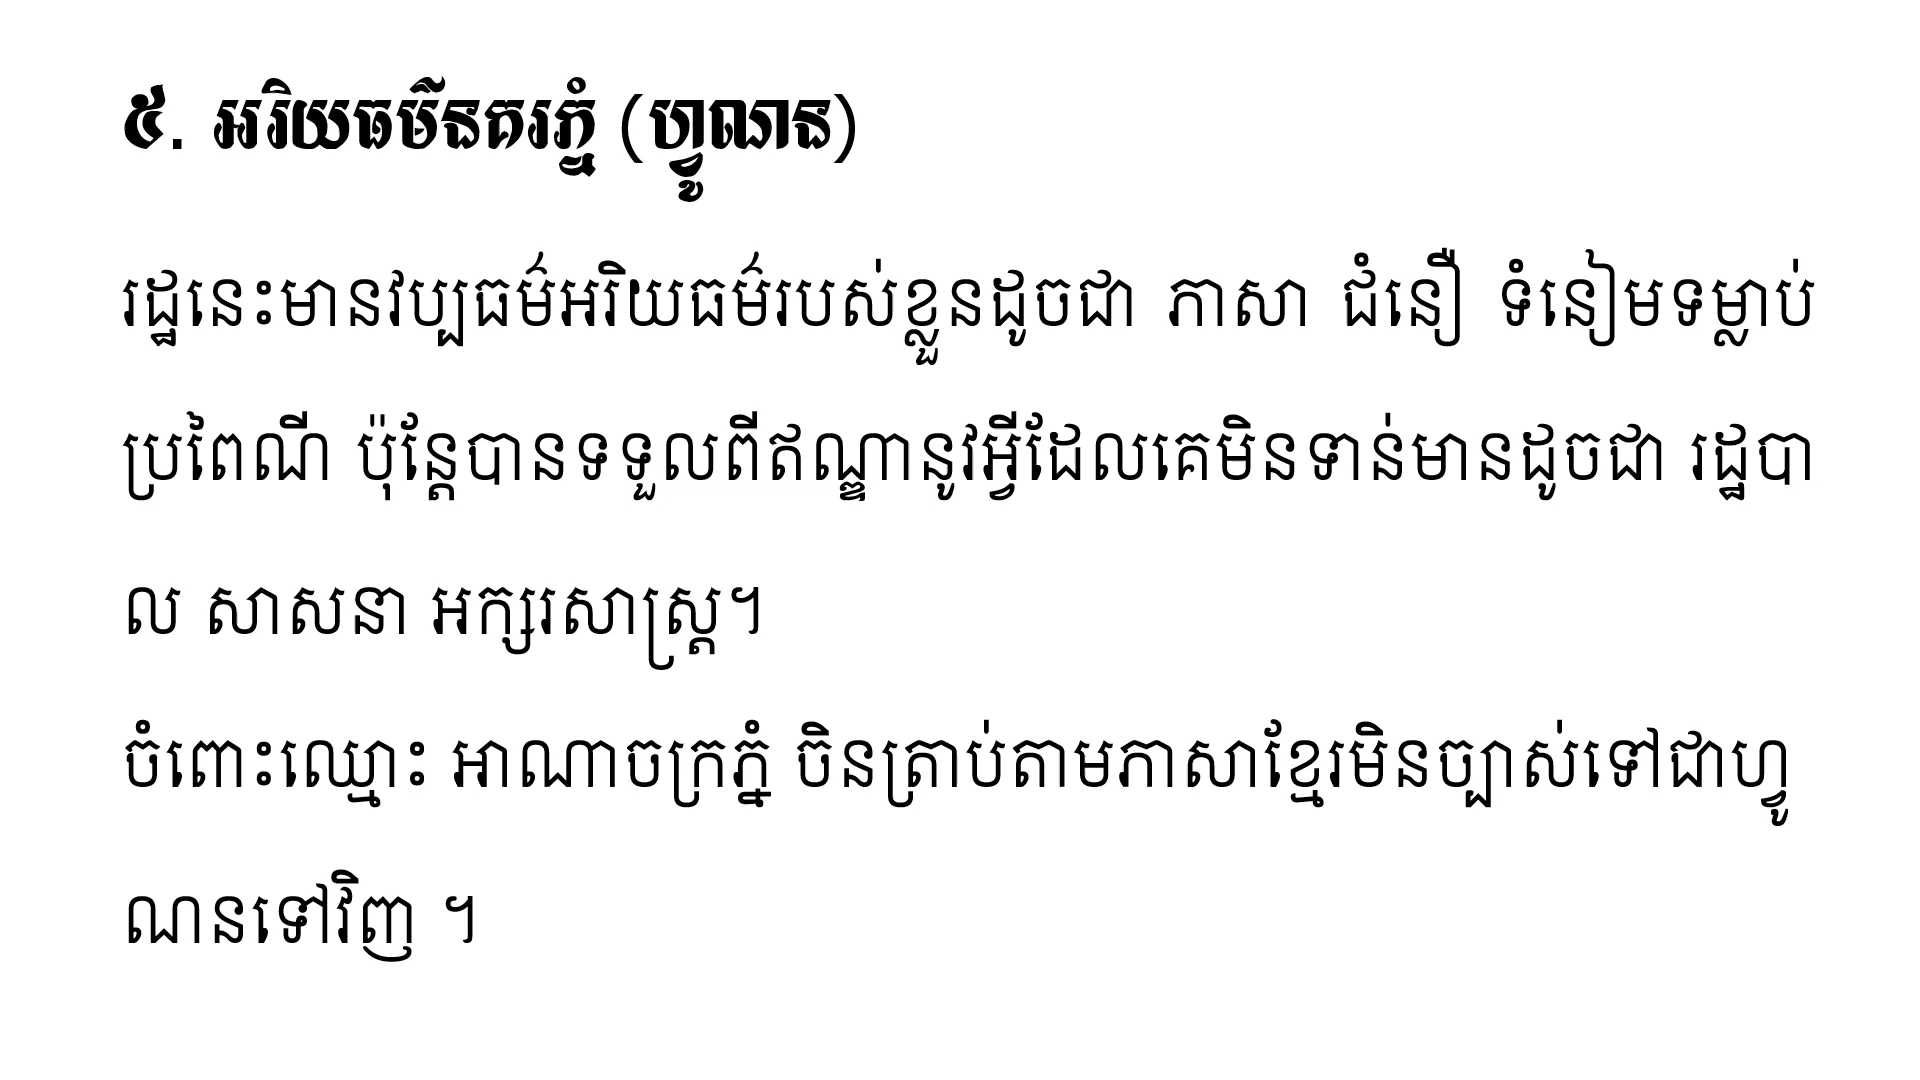 ៥. អរិយធម៌នគរភ្នំ (ហ្វូណាន)
រដ្ឋនេះមានវប្បធម៌អរិយធម៌របស់ខ្លួនដូចជា ភាសា ជំនឿ ទំនៀមទម្លាប់
ប្រពៃណី ប៉ុន្តែបានទទួលពីឥណ្ឌានូវអ្វីដែលគេមិនទាន់មានដូចជា រដ្ឋបា
ល សាសនា អក្សរសាស្ត្រ។
ចំពោះឈ្មោះ អាណាចក្រភ្នំ ចិនត្រាប់តាមភាសាខ្មែរមិនច្បាស់ទៅជាហ្វូ
ណនទៅវិញ ។